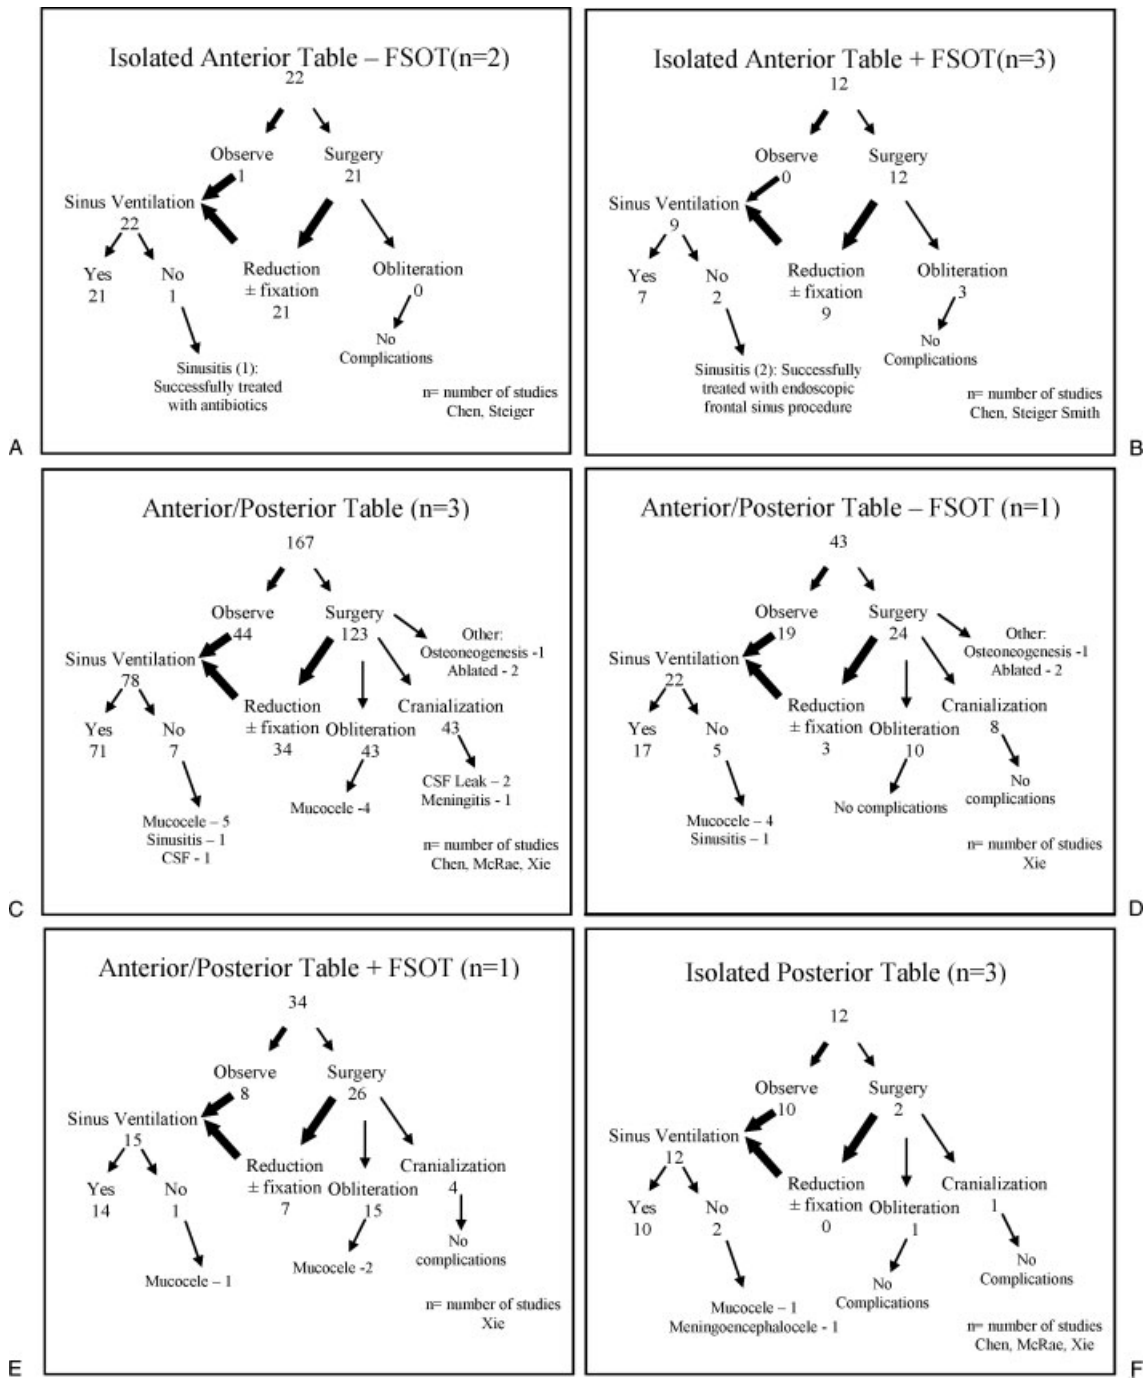 Isolated Anterior Table – FSOT(n=2)
22
Observe
1
Surgery
21
Sinus Ventilation
22
Yes
21
No
1
Reduction
± fixation
21
Obliteration
0
No
Complications
Sinusitis (1):
Successfully treated
with antibiotics
n= number of studies
Chen, Steiger
A
Isolated Anterior Table + FSOT(n=3)
12
Observe
0
Surgery
12
Sinus Ventilation
9
Yes
7
No
2
Reduction
± fixation
9
Obliteration
3
No
Complications
Sinusitis (2): Successfully
treated with endoscopic
frontal sinus procedure
n= number of studies
Chen, Steiger Smith
B
Anterior/Posterior Table (n=3)
167
Observe
44
Surgery
123
Other:
Osteoneogenesis -1
Ablated - 2
Sinus Ventilation
78
Yes
71
No
7
Reduction
± fixation
34
Obliteration
43
Cranialization
43
CSF Leak – 2
Meningitis - 1
Mucocele -4
Mucocele – 5
Sinusitis – 1
CSF - 1
n= number of studies
Chen, McRae, Xie
C
Anterior/Posterior Table – FSOT (n=1)
43
Observe
19
Surgery
24
Other:
Osteoneogenesis -1
Ablated - 2
Sinus Ventilation
22
Yes
17
No
5
Reduction
± fixation
3
Obliteration
10
Cranialization
8
No
complications
No complications
Mucocele – 4
Sinusitis – 1
n= number of studies
Xie
D
Anterior/Posterior Table + FSOT (n=1)
34
Observe
8
Surgery
26
Sinus Ventilation
15
Yes
14
No
1
Reduction
± fixation
7
Obliteration
15
Cranialization
4
No
complications
Mucocele -2
Mucocele – 1
n= number of studies
Xie
E
Isolated Posterior Table (n=3)
12
Observe
10
Surgery
2
Sinus Ventilation
12
Yes
10
No
2
Reduction
± fixation
0
Obliteration
1
Cranialization
1
No
Complications
No
Complications
Mucocele – 1
Meningoencephalocele - 1
n= number of studies
Chen, McRae, Xie
F